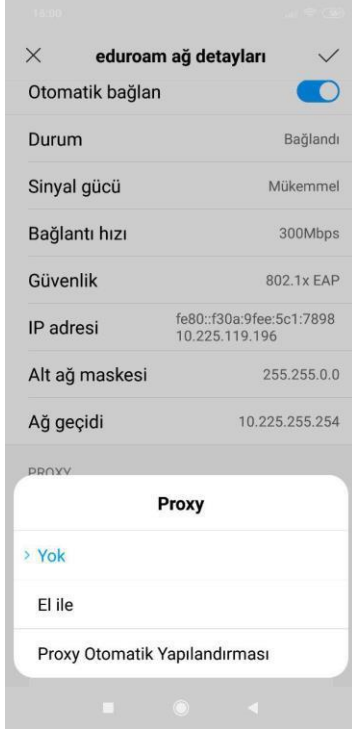 16:00
eduroam ağ detayları
Otomatik bağlan
Durum Bağlandı
Sinyal gücü Mükemmel
Bağlantı hızı 300Mbps
Güvenlik 802.1x EAP
IP adresi fe80::f30a:9fee:5c1:7898
10.225.119.196
Alt ağ maskesi 255.255.0.0
Ağ geçidi 10.225.255.254
PROXY
Proxy
Yok
El ile
Proxy Otomatik Yapılandırması